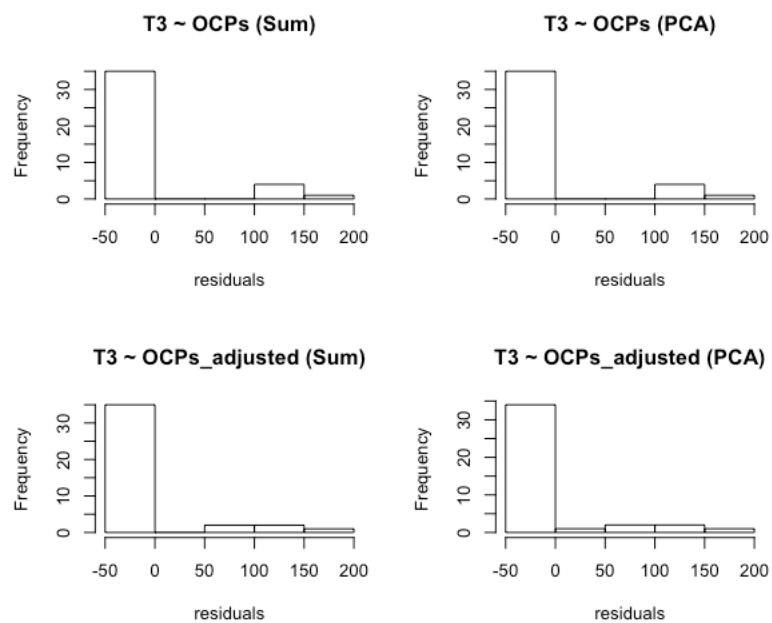 T3 ~ OCPs (Sum)
Frequency
0 10 20 30
-50 0 50 100 150 200
residuals
T3 ~ OCPs (PCA)
Frequency
0 10 20 30
-50 0 50 100 150 200
residuals
T3 ~ OCPs_adjusted (Sum)
Frequency
0 10 20 30
-50 0 50 100 150 200
residuals
T3 ~ OCPs_adjusted (PCA)
Frequency
0 10 20 30
-50 0 50 100 150 200
residuals